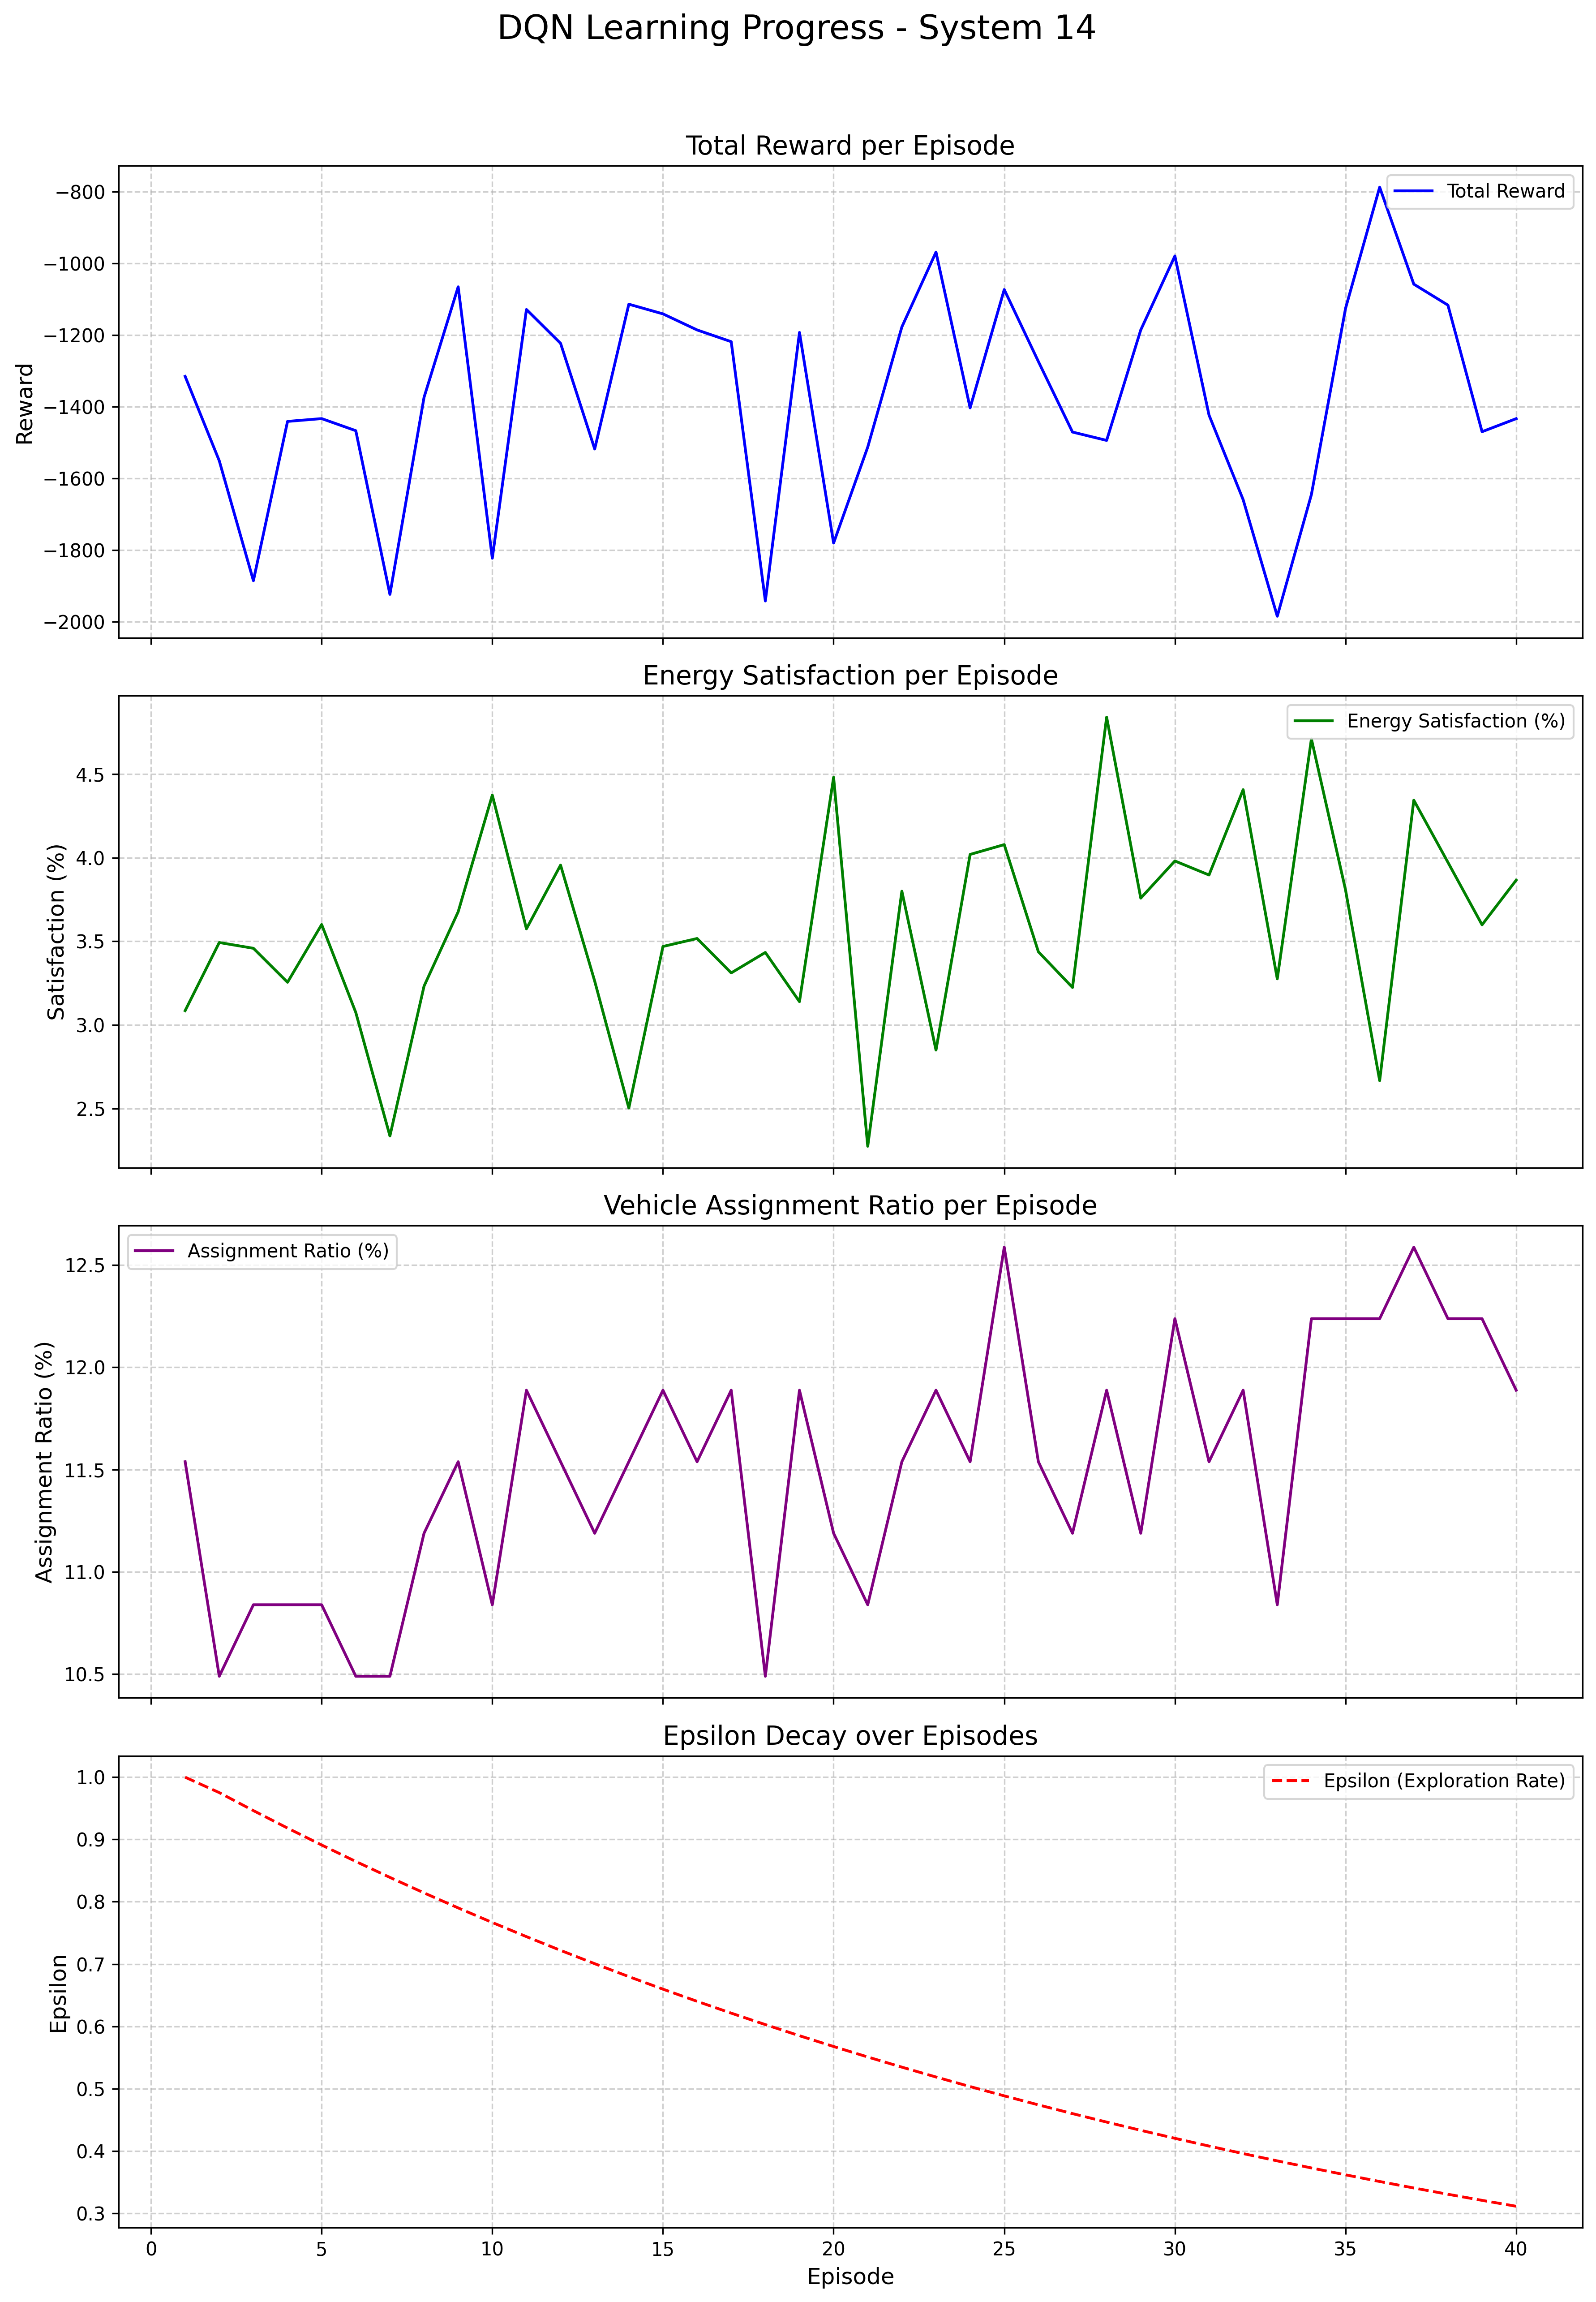 DQN Learning Progress - System 14
Total Reward per Episode
Total Reward
Reward
−800
−1000
−1200
−1400
−1600
−1800
−2000
Energy Satisfaction per Episode
Energy Satisfaction (%)
Satisfaction (%)
4.5
4.0
3.5
3.0
2.5
Vehicle Assignment Ratio per Episode
Assignment Ratio (%)
Assignment Ratio (%)
12.5
12.0
11.5
11.0
10.5
Epsilon Decay over Episodes
Epsilon (Exploration Rate)
Epsilon
1.0
0.9
0.8
0.7
0.6
0.5
0.4
0.3
0 5 10 15 20 25 30 35 40
Episode